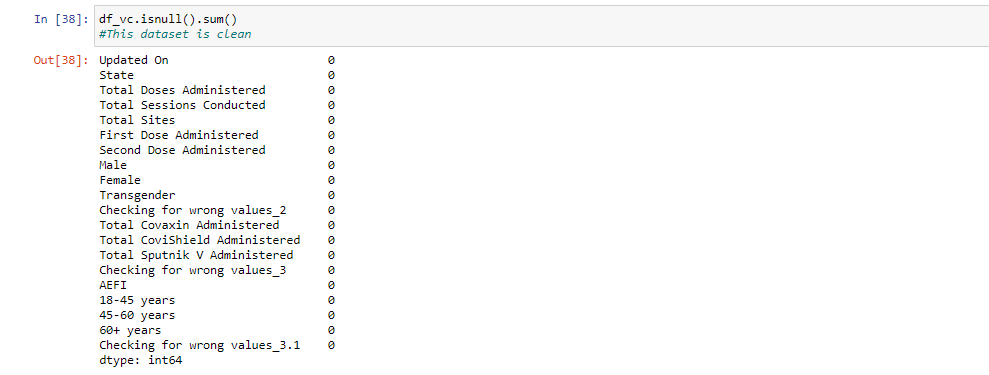 In [38]: df_vc.isnull().sum()
#This dataset is clean
Out[38]: Updated On 0
State 0
Total Doses Administered 0
Total Sessions Conducted 0
Total Sites 0
First Dose Administered 0
Second Dose Administered 0
Male 0
Female 0
Transgender 0
Checking for wrong values_2 0
Total Covaxin Administered 0
Total CoviShield Administered 0
Total Sputnik V Administered 0
Checking for wrong values_3 0
AEFI 0
18-45 years 0
45-60 years 0
60+ years 0
Checking for wrong values_3.1 0
dtype: int64